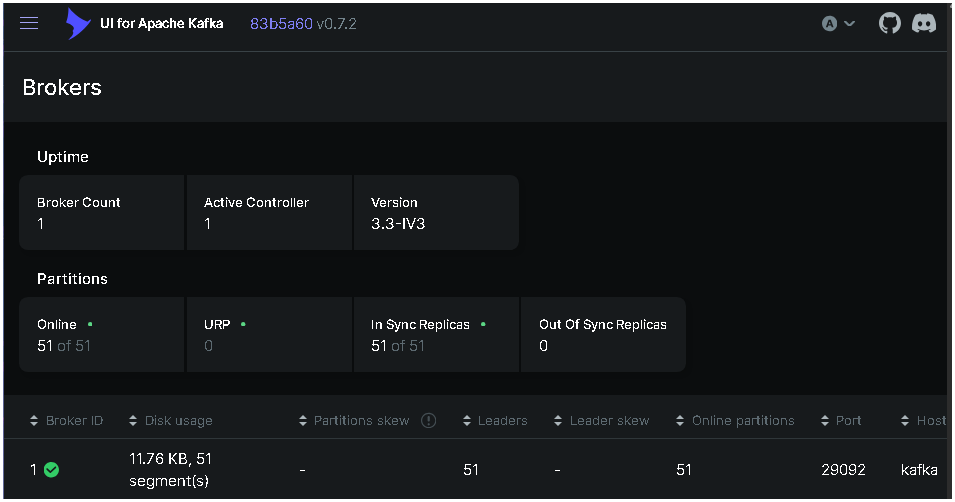 UI for Apache Kafka 83b5a60 v0.7.2 A
Brokers
Uptime
Broker Count Active Controller Version
1 1 3.3-IV3
Partitions
Online URP In Sync Replicas Out Of Sync Replicas
51 of 51 0 51 of 51 0
Broker ID Disk usage Partitions skew Leaders Leader skew Online partitions Port Host
1 11.76 KB, 51 segment(s) - 51 - 51 29092 kafka